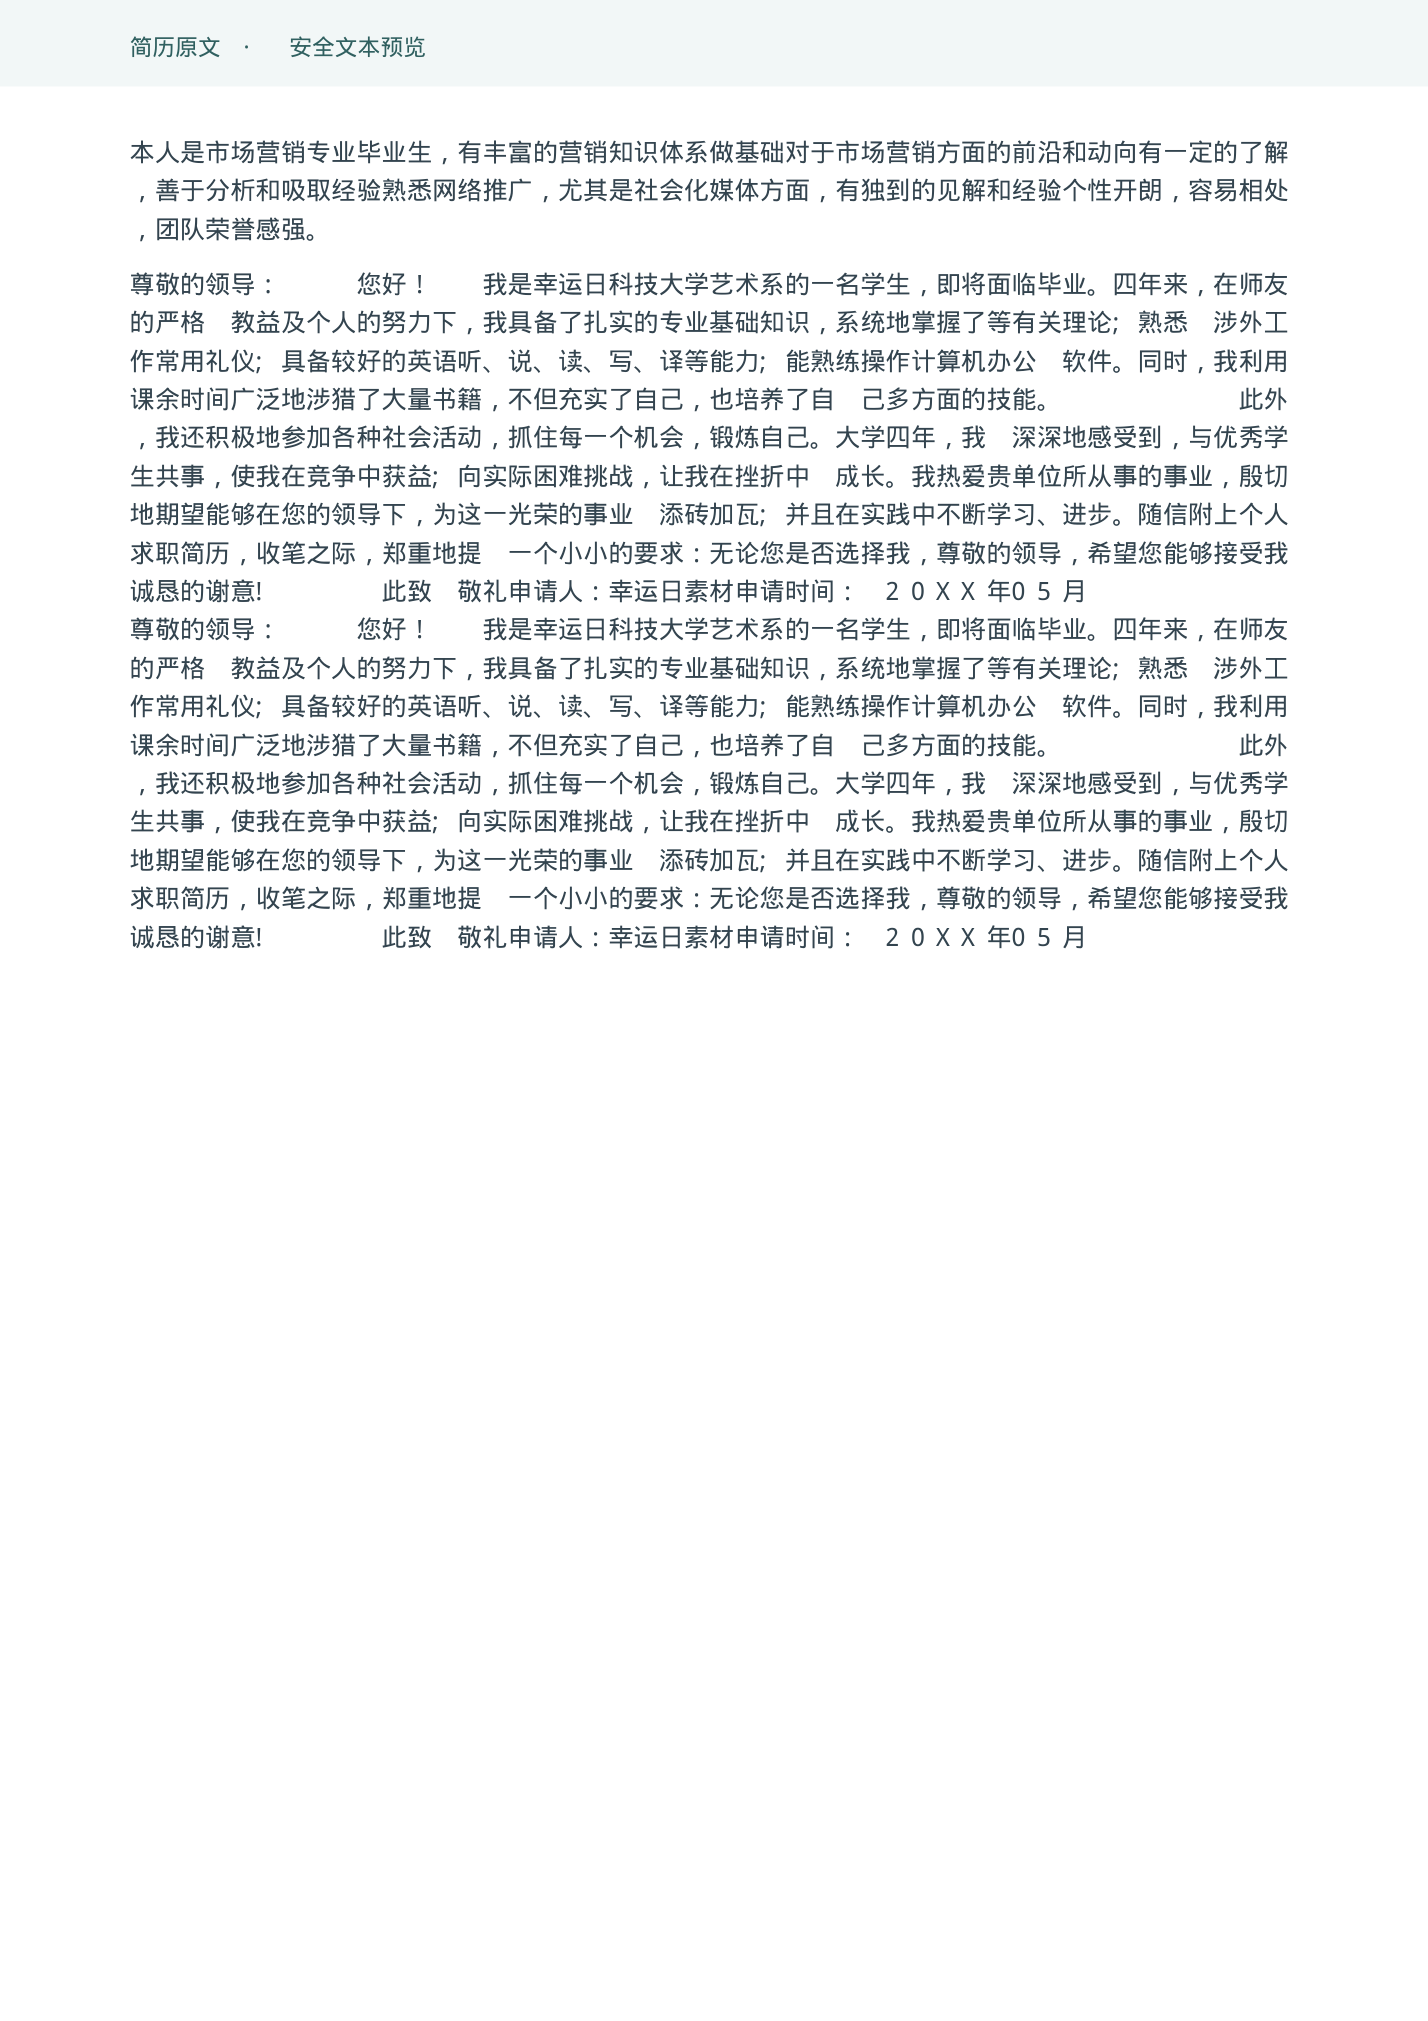 简历原文 · 安全文本预览
本人是市场营销专业毕业生，有丰富的营销知识体系做基础对于市场营销方面的前沿和动向有一定的了解
，善于分析和吸取经验熟悉网络推广，尤其是社会化媒体方面，有独到的见解和经验个性开朗，容易相处
，团队荣誉感强。
尊敬的领导： 您好！ 我是幸运日科技大学艺术系的一名学生，即将面临毕业。四年来，在师友
的严格 教益及个人的努力下，我具备了扎实的专业基础知识，系统地掌握了等有关理论; 熟悉 涉外工
作常用礼仪; 具备较好的英语听、说、读、写、译等能力; 能熟练操作计算机办公 软件。同时，我利用
课余时间广泛地涉猎了大量书籍，不但充实了自己，也培养了自 己多方面的技能。 此外
，我还积极地参加各种社会活动，抓住每一个机会，锻炼自己。大学四年，我 深深地感受到，与优秀学
生共事，使我在竞争中获益; 向实际困难挑战，让我在挫折中 成长。我热爱贵单位所从事的事业，殷切
地期望能够在您的领导下，为这一光荣的事业 添砖加瓦; 并且在实践中不断学习、进步。随信附上个人
求职简历，收笔之际，郑重地提 一个小小的要求：无论您是否选择我，尊敬的领导，希望您能够接受我
诚恳的谢意! 此致 敬礼申请人：幸运日素材申请时间： 2 0 X X 年0 5 月
尊敬的领导： 您好！ 我是幸运日科技大学艺术系的一名学生，即将面临毕业。四年来，在师友
的严格 教益及个人的努力下，我具备了扎实的专业基础知识，系统地掌握了等有关理论; 熟悉 涉外工
作常用礼仪; 具备较好的英语听、说、读、写、译等能力; 能熟练操作计算机办公 软件。同时，我利用
课余时间广泛地涉猎了大量书籍，不但充实了自己，也培养了自 己多方面的技能。 此外
，我还积极地参加各种社会活动，抓住每一个机会，锻炼自己。大学四年，我 深深地感受到，与优秀学
生共事，使我在竞争中获益; 向实际困难挑战，让我在挫折中 成长。我热爱贵单位所从事的事业，殷切
地期望能够在您的领导下，为这一光荣的事业 添砖加瓦; 并且在实践中不断学习、进步。随信附上个人
求职简历，收笔之际，郑重地提 一个小小的要求：无论您是否选择我，尊敬的领导，希望您能够接受我
诚恳的谢意! 此致 敬礼申请人：幸运日素材申请时间： 2 0 X X 年0 5 月